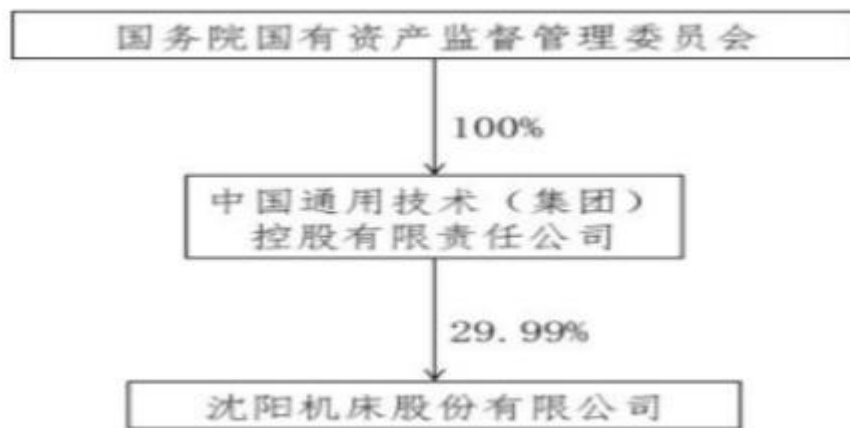 国务院国有资产监督管理委员会
100%
中国通用技术（集团）
控股有限责任公司
29.99%
沈阳机床股份有限公司